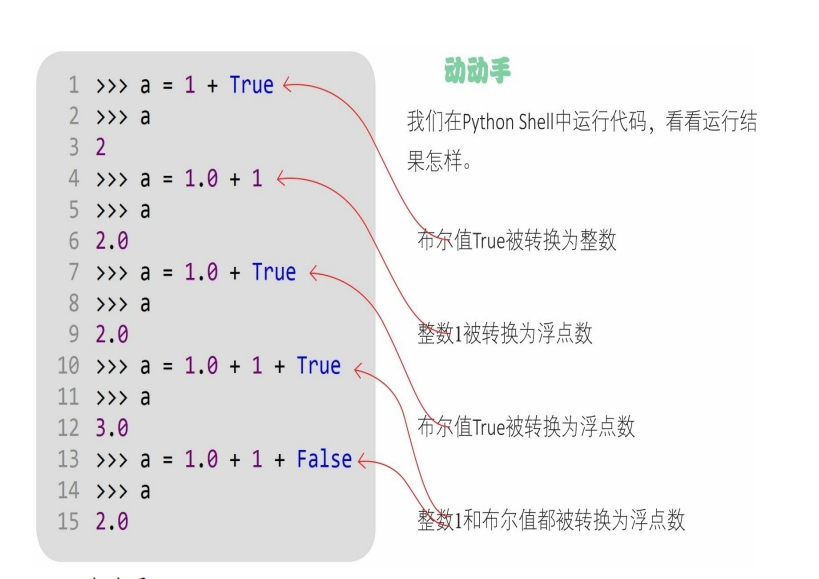 动动手
1 >>> a = 1 + True
2 >>> a
3 2
4 >>> a = 1.0 + 1
5 >>> a
6 2.0
7 >>> a = 1.0 + True
8 >>> a
9 2.0
10 >>> a = 1.0 + 1 + True
11 >>> a
12 3.0
13 >>> a = 1.0 + 1 + False
14 >>> a
15 2.0
我们在Python Shell中运行代码，看看运行结
果怎样。
布尔值True被转换为整数
整数1被转换为浮点数
布尔值True被转换为浮点数
整数1和布尔值都被转换为浮点数